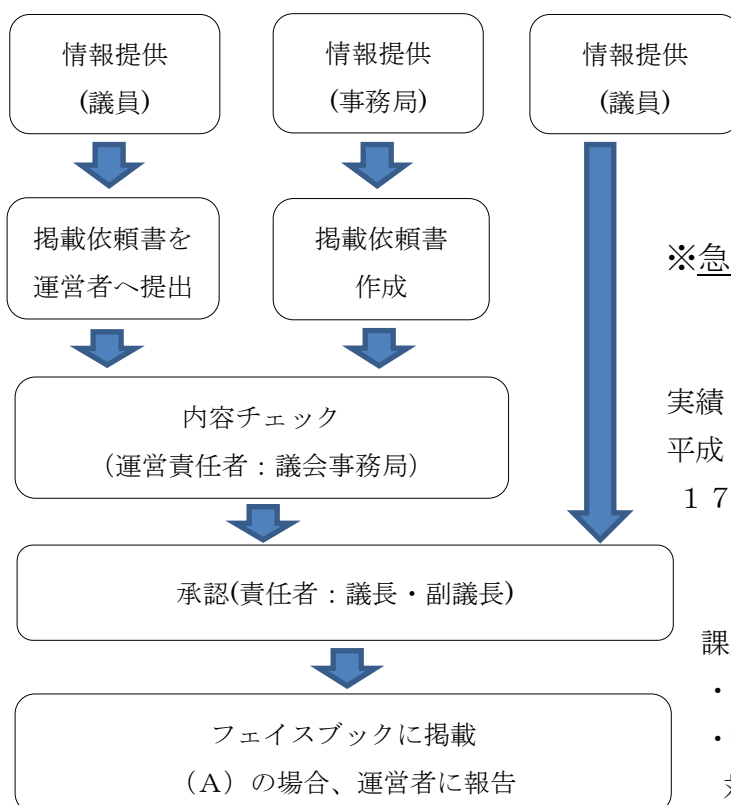 情報提供
(議員)
情報提供
(事務局)
情報提供
(議員)
掲載依頼書を
運営者へ提出
掲載依頼書
作成
※急
内容チェック
（運営責任者：議会事務局）
実績
平成
１７
承認(責任者：議長・副議長)
課
・
・
フェイスブックに掲載
（A）の場合、運営者に報告